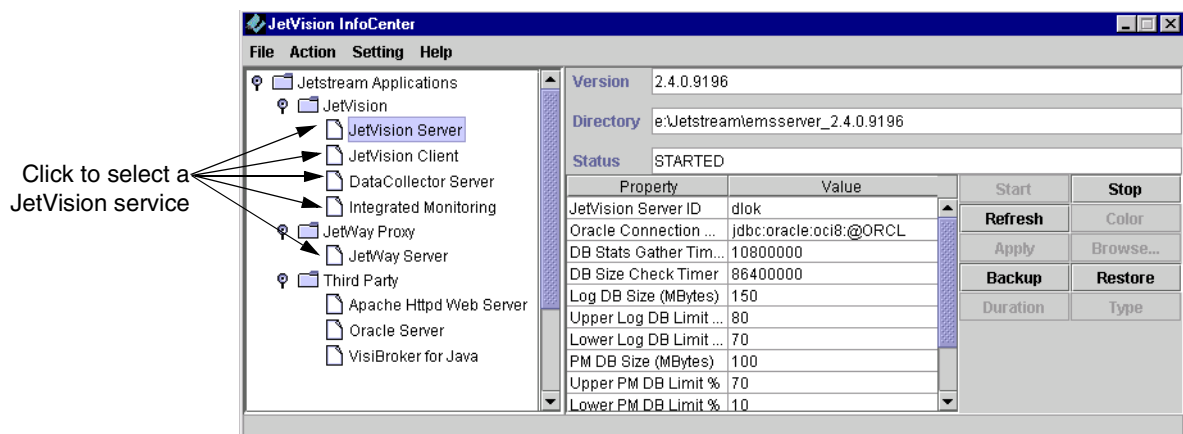 JetVision InfoCenter
File Action Setting Help
Jetstream Applications
JetVision
JetVision Server
JetVision Client
DataCollector Server
Integrated Monitoring
JetWay Proxy
JetWay Server
Third Party
Apache Httpd Web Server
Oracle Server
VisiBroker for Java
Click to select a
JetVision service
Version 2.4.0.9196
Directory e:\Jetstream\emsserver_2.4.0.9196
Status STARTED
Property Value
JetVision Server ID dlok
Oracle Connection ... jdbc:oracle:oci8:@ORCL
DB Stats Gather Tim... 10800000
DB Size Check Timer 86400000
Log DB Size (MBytes) 150
Upper Log DB Limit ... 80
Lower Log DB Limit ... 70
PM DB Size (MBytes) 100
Upper PM DB Limit % 70
Lower PM DB Limit % 10
Start Stop
Refresh Color
Apply Browse...
Backup Restore
Duration Type